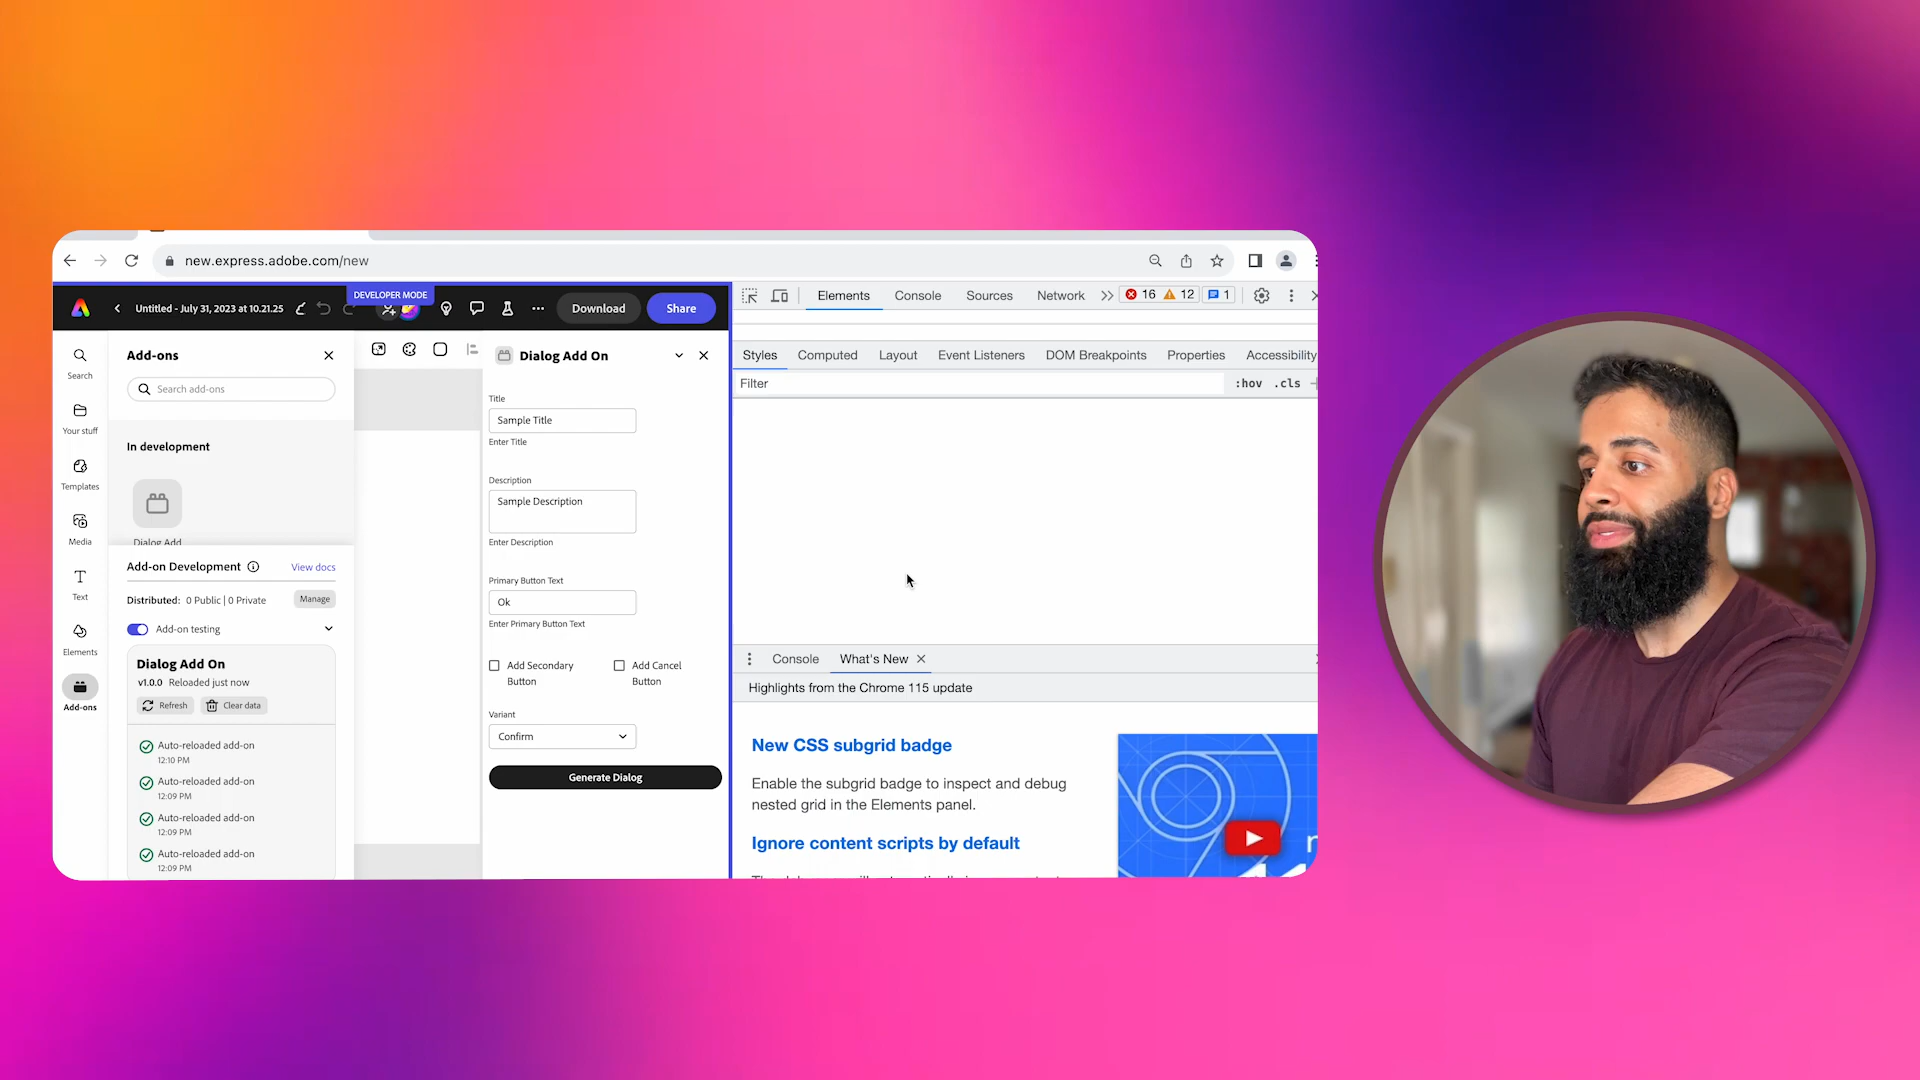 new.express.adobe.com/new
DEVELOPER MODE
Untitled - July 31, 2023 at 10.21.25
Download
Share
Search
Your stuff
Templates
Media
Text
Elements
Add-ons
Add-ons
Search add-ons
In development
Dialog Add
Add-on Development
View docs
Distributed: 0 Public | 0 Private
Manage
Add-on testing
Dialog Add On
v1.0.0 Reloaded just now
Refresh
Clear data
Auto-reloaded add-on
12:10 PM
Auto-reloaded add-on
12:09 PM
Auto-reloaded add-on
12:09 PM
Auto-reloaded add-on
12:09 PM
Dialog Add On
Title
Sample Title
Enter Title
Description
Sample Description
Enter Description
Primary Button Text
Ok
Enter Primary Button Text
Add Secondary
Button
Add Cancel
Button
Variant
Confirm
Generate Dialog
Elements Console Sources Network 16 12 1
Styles Computed Layout Event Listeners DOM Breakpoints Properties Accessibility
Filter
:hov .cls
Console What's New
Highlights from the Chrome 115 update
New CSS subgrid badge
Enable the subgrid badge to inspect and debug
nested grid in the Elements panel.
Ignore content scripts by default